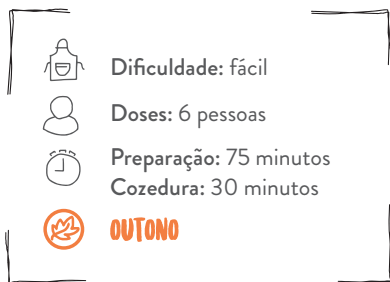 Dificuldade: fácil
Doses: 6 pessoas
Preparação: 75 minutos
Cozedura: 30 minutos
OUTONO